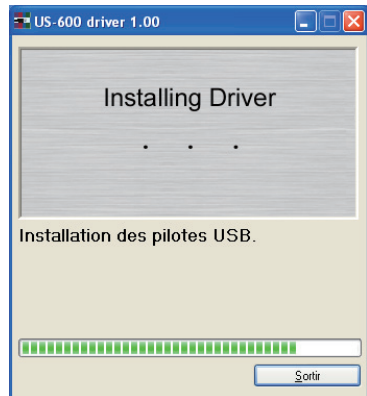 US-600 driver 1.00
Installing Driver
. . .
Installation des pilotes USB.
Sortir